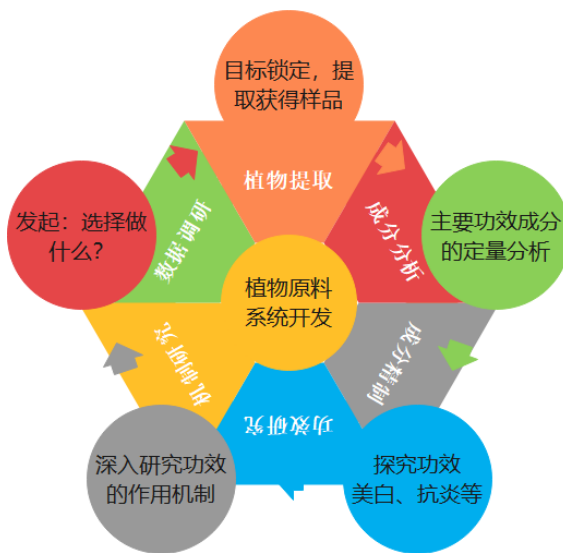 目标锁定，提
取获得样品
植物提取
成分分析
主要功效成分
的定量分析
成分精制
探究功效
美白、抗炎等
功效研究
深入研究功效
的作用机制
机制研究
发起：选择做
什么？
数据调研
植物原料
系统开发